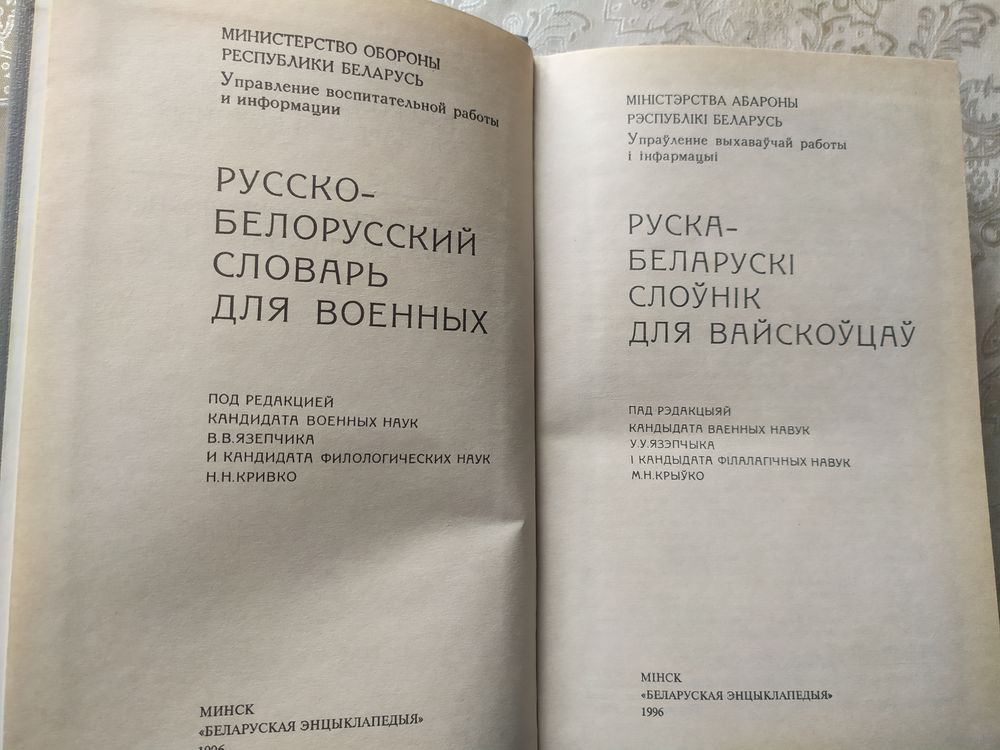 МИНИСТЕРСТВО ОБОРОНЫ
РЕСПУБЛИКИ БЕЛАРУСЬ
Управление воспитательной работы
и информации
РУССКО-
БЕЛОРУССКИЙ
СЛОВАРЬ
ДЛЯ ВОЕННЫХ
ПОД РЕДАКЦИЕЙ
КАНДИДАТА ВОЕННЫХ НАУК
В.В.ЯЗЕПЧИКА
И КАНДИДАТА ФИЛОЛОГИЧЕСКИХ НАУК
Н.Н.КРИВКО
МИНСК
«БЕЛАРУСКАЯ ЭНЦЫКЛАПЕДЫЯ»
1996
МІНІСТЭРСТВА АБАРОНЫ
РЭСПУБЛІКІ БЕЛАРУСЬ
Упраўленне выхаваўчай работы
і інфармацыі
РУСКА-
БЕЛАРУСКІ
СЛОЎНІК
ДЛЯ ВАЙСКОЎЦАЎ
ПАД РЭДАКЦЫЯЙ
КАНДЫДАТА ВАЕННЫХ НАВУК
У.У.ЯЗЭПЧЫКА
І КАНДЫДАТА ФІЛАЛАГІЧНЫХ НАВУК
М.Н.КРЫЎКО
МІНСК
«БЕЛАРУСКАЯ ЭНЦЫКЛАПЕДЫЯ»
1996